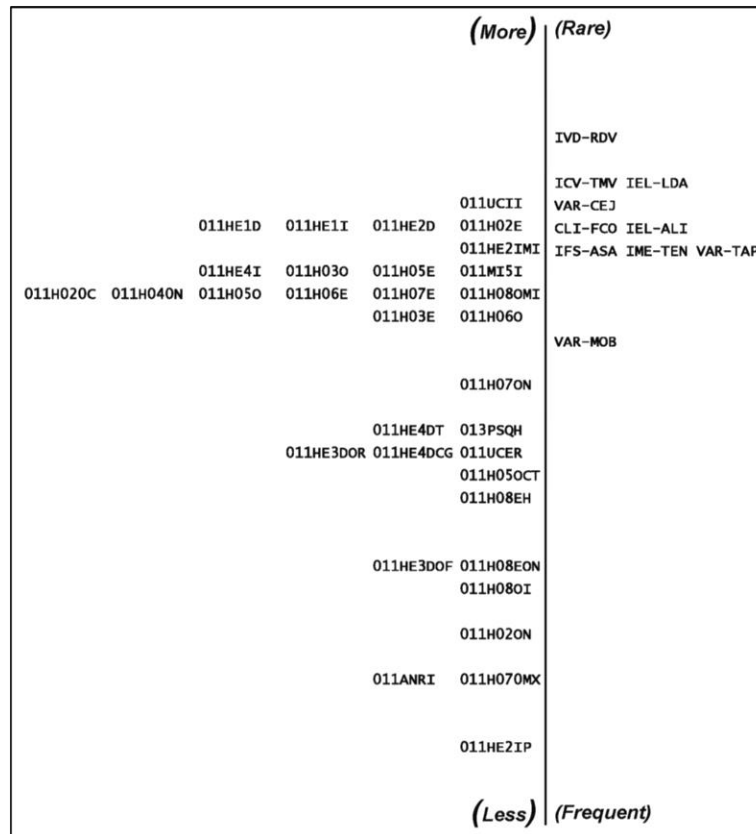 (More) (Rare)
IVD-RDV
ICV-TMV IEL-LDA
011UCII VAR-CEJ
011HE1D 011HE1I 011HE2D 011H02E CLI-FCO IEL-ALI
011HE2IMI IFS-ASA IME-TEN VAR-TAP
011HE4I 011H03O 011H05E 011MI5I
011H02OC 011H04ON 011H05O 011H06E 011H07E 011H08OMI
011H03E 011H06O
VAR-MOB
011H07ON
011HE4DT 013PSQH
011HE3DOR 011HE4DCG 011UCER
011H05OCT
011H08EH
011HE3DOF 011H08EON
011H08OI
011H02ON
011ANRI 011H07OMX
011HE2IP
(Less) (Frequent)